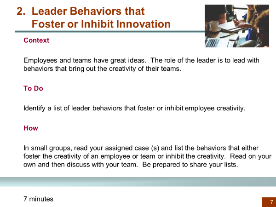 2. Leader Behaviors that
Foster or Inhibit Innovation
Context
Employees and teams have great ideas. The role of the leader is to lead with
behaviors that bring out the creativity of their teams.
To Do
Identify a list of leader behaviors that foster or inhibit employee creativity.
How
In small groups, read your assigned case (s) and list the behaviors that either
foster the creativity of an employee or team or inhibit the creativity. Read on your
own and then discuss with your team. Be prepared to share your lists.
7 minutes
7